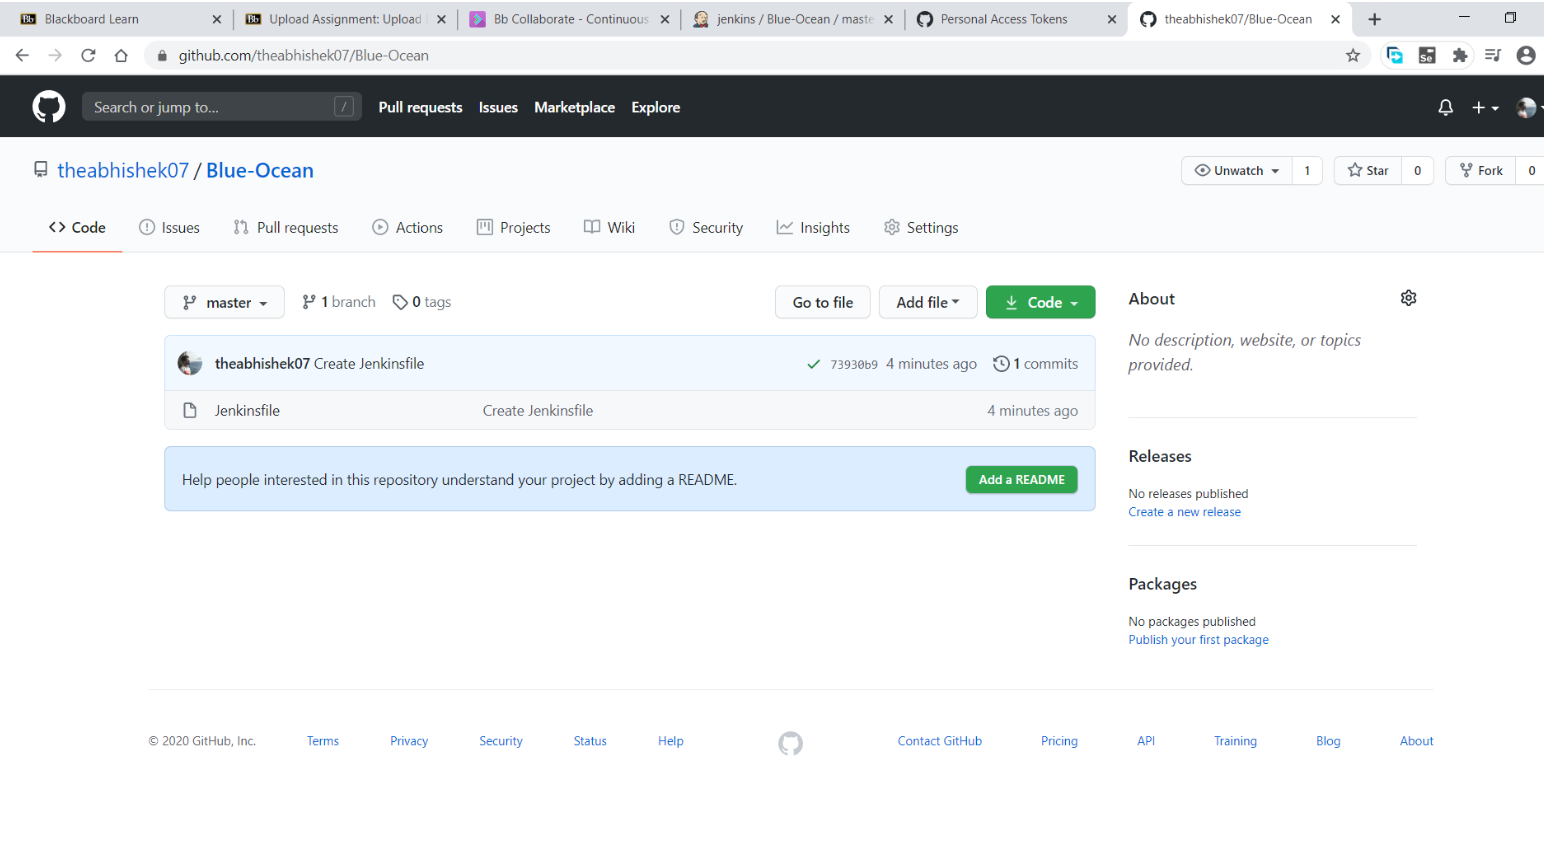 Bb Blackboard Learn
Bb Upload Assignment: Upload
Bb Collaborate - Continuous
jenkins / Blue-Ocean / maste
Personal Access Tokens
theabhishek07/Blue-Ocean
github.com/theabhishek07/Blue-Ocean
Se
Search or jump to... /
Pull requests Issues Marketplace Explore
theabhishek07 / Blue-Ocean
Unwatch 1 Star 0 Fork 0
Code Issues Pull requests Actions Projects Wiki Security Insights Settings
master 1 branch 0 tags Go to file Add file Code
theabhishek07 Create Jenkinsfile 73930b9 4 minutes ago 1 commits
Jenkinsfile Create Jenkinsfile 4 minutes ago
Help people interested in this repository understand your project by adding a README. Add a README
About
No description, website, or topics
provided.
Releases
No releases published
Create a new release
Packages
No packages published
Publish your first package
© 2020 GitHub, Inc. Terms Privacy Security Status Help Contact GitHub Pricing API Training Blog About